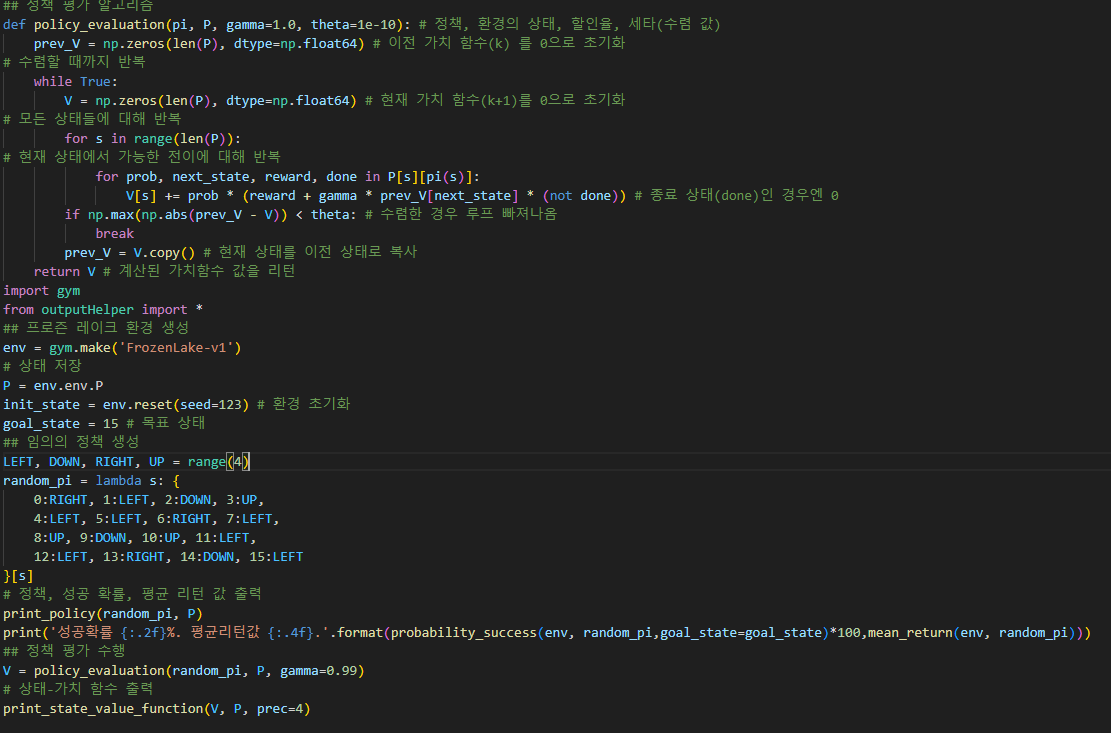 ## 정책 평가 알고리즘
def policy_evaluation(pi, P, gamma=1.0, theta=1e-10): # 정책, 환경의 상태, 할인율, 세타(수렴 값)
    prev_V = np.zeros(len(P), dtype=np.float64) # 이전 가치 함수(k) 를 0으로 초기화
# 수렴할 때까지 반복
    while True:
        V = np.zeros(len(P), dtype=np.float64) # 현재 가치 함수(k+1)를 0으로 초기화
# 모든 상태들에 대해 반복
        for s in range(len(P)):
# 현재 상태에서 가능한 전이에 대해 반복
            for prob, next_state, reward, done in P[s][pi(s)]:
                V[s] += prob * (reward + gamma * prev_V[next_state] * (not done)) # 종료 상태(done)인 경우엔 0
        if np.max(np.abs(prev_V - V)) < theta: # 수렴한 경우 루프 빠져나옴
            break
        prev_V = V.copy() # 현재 상태를 이전 상태로 복사
    return V # 계산된 가치함수 값을 리턴
import gym
from outputHelper import *
## 프로즌 레이크 환경 생성
env = gym.make('FrozenLake-v1')
# 상태 저장
P = env.env.P
init_state = env.reset(seed=123) # 환경 초기화
goal_state = 15 # 목표 상태
## 임의의 정책 생성
LEFT, DOWN, RIGHT, UP = range(4)
random_pi = lambda s: {
    0:RIGHT, 1:LEFT, 2:DOWN, 3:UP,
    4:LEFT, 5:LEFT, 6:RIGHT, 7:LEFT,
    8:UP, 9:DOWN, 10:UP, 11:LEFT,
    12:LEFT, 13:RIGHT, 14:DOWN, 15:LEFT
}[s]
# 정책, 성공 확률, 평균 리턴 값 출력
print_policy(random_pi, P)
print('성공확률 {:.2f}%. 평균리턴값 {:.4f}.'.format(probability_success(env, random_pi,goal_state=goal_state)*100,mean_return(env, random_pi)))
## 정책 평가 수행
V = policy_evaluation(random_pi, P, gamma=0.99)
# 상태-가치 함수 출력
print_state_value_function(V, P, prec=4)